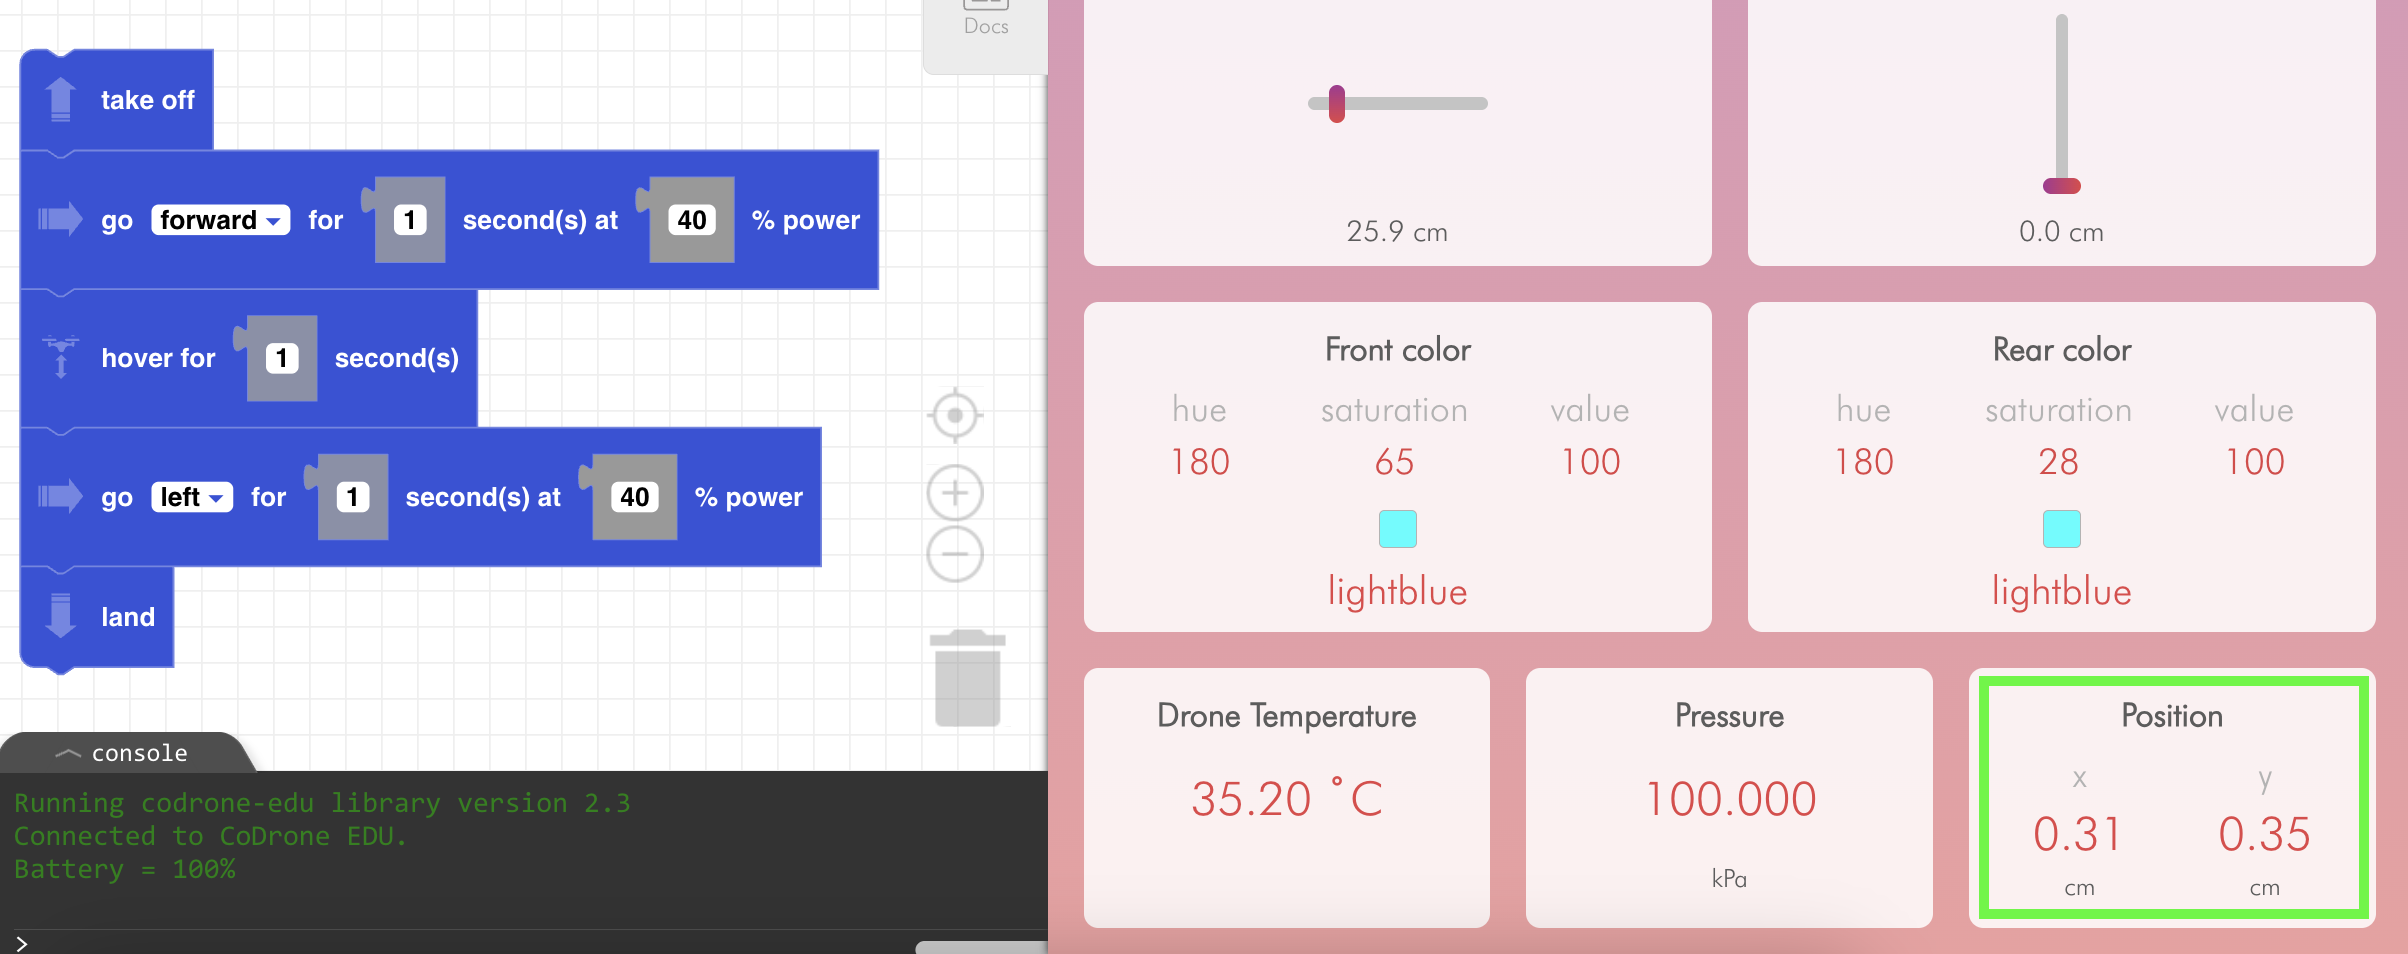 Docs
take off
go forward for 1 second(s) at 40 % power
hover for 1 second(s)
go left for 1 second(s) at 40 % power
land
console
Running codrone-edu library version 2.3
Connected to CoDrone EDU.
Battery = 100%
>
25.9 cm
0.0 cm
Front color
hue saturation value
180 65 100
lightblue
Rear color
hue saturation value
180 28 100
lightblue
Drone Temperature
35.20 ˚C
Pressure
100.000
kPa
Position
x y
0.31 0.35
cm cm